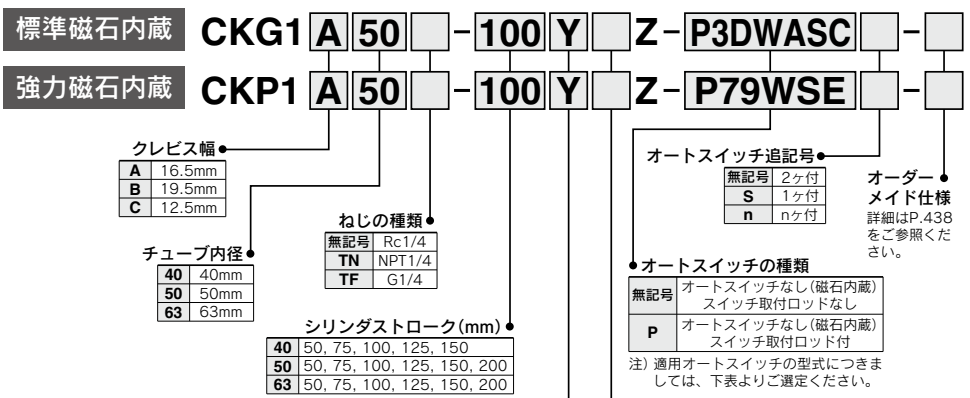 標準磁石内蔵 CKG1 A 50 - 100 Y Z - P3DWASC -
強力磁石内蔵 CKP1 A 50 - 100 Y Z - P79WSE -
クレビス幅
A 16.5mm
B 19.5mm
C 12.5mm
チューブ内径
40 40mm
50 50mm
63 63mm
ねじの種類
無記号 Rc1/4
TN NPT1/4
TF G1/4
シリンダストローク(mm)
40 50, 75, 100, 125, 150
50 50, 75, 100, 125, 150, 200
63 50, 75, 100, 125, 150, 200
オートスイッチ追記号
無記号 2ヶ付
S 1ヶ付
n nヶ付
オーダー
メイド仕様
詳細はP.438
をご参照くだ
さい。
オートスイッチの種類
無記号 オートスイッチなし(磁石内蔵)
スイッチ取付ロッドなし
P オートスイッチなし(磁石内蔵)
スイッチ取付ロッド付
注) 適用オートスイッチの型式につきま
しては、下表よりご選定ください。